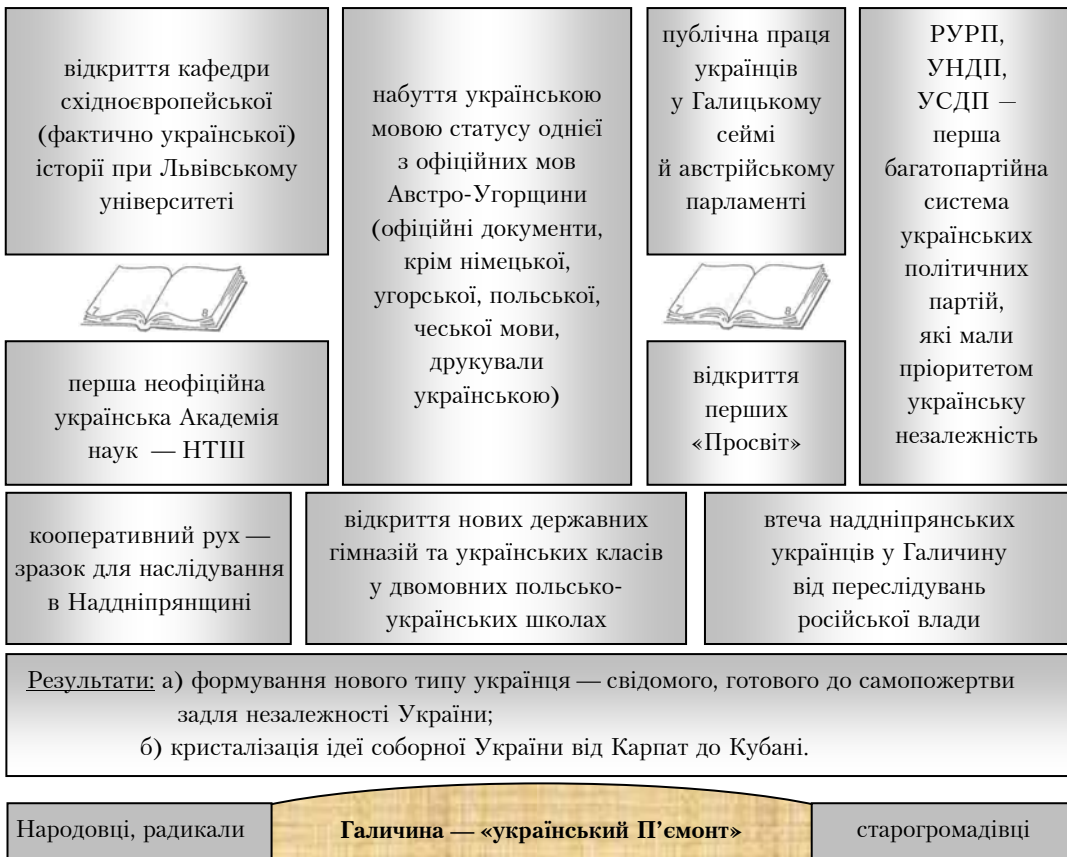 відкриття кафедри
східноєвропейської
(фактично української)
історії при Львівському
університеті
набуття українською
мовою статусу однієї
з офіційних мов
Австро-Угорщини
(офіційні документи,
крім німецької,
угорської, польської,
чеської мови,
друкували
українською)
публічна праця
українців
у Галицькому
сеймі
й австрійському
парламенті
РУРП,
УНДП,
УСДП —
перша
багатопартійна
система
українських
політичних
партій,
які мали
пріоритетом
українську
незалежність
7 8
7 8
перша неофіційна
українська Академія
наук — НТШ
відкриття
перших
«Просвіт»
кооперативний рух —
зразок для наслідування
в Наддніпрянщині
відкриття нових державних
гімназій та українських класів
у двомовних польсько-
українських школах
втеча наддніпрянських
українців у Галичину
від переслідувань
російської влади
Результати: а) формування нового типу українця — свідомого, готового до самопожертви
задля незалежності України;
б) кристалізація ідеї соборної України від Карпат до Кубані.
Народовці, радикали
Галичина — «український П’ємонт»
старогромадівці